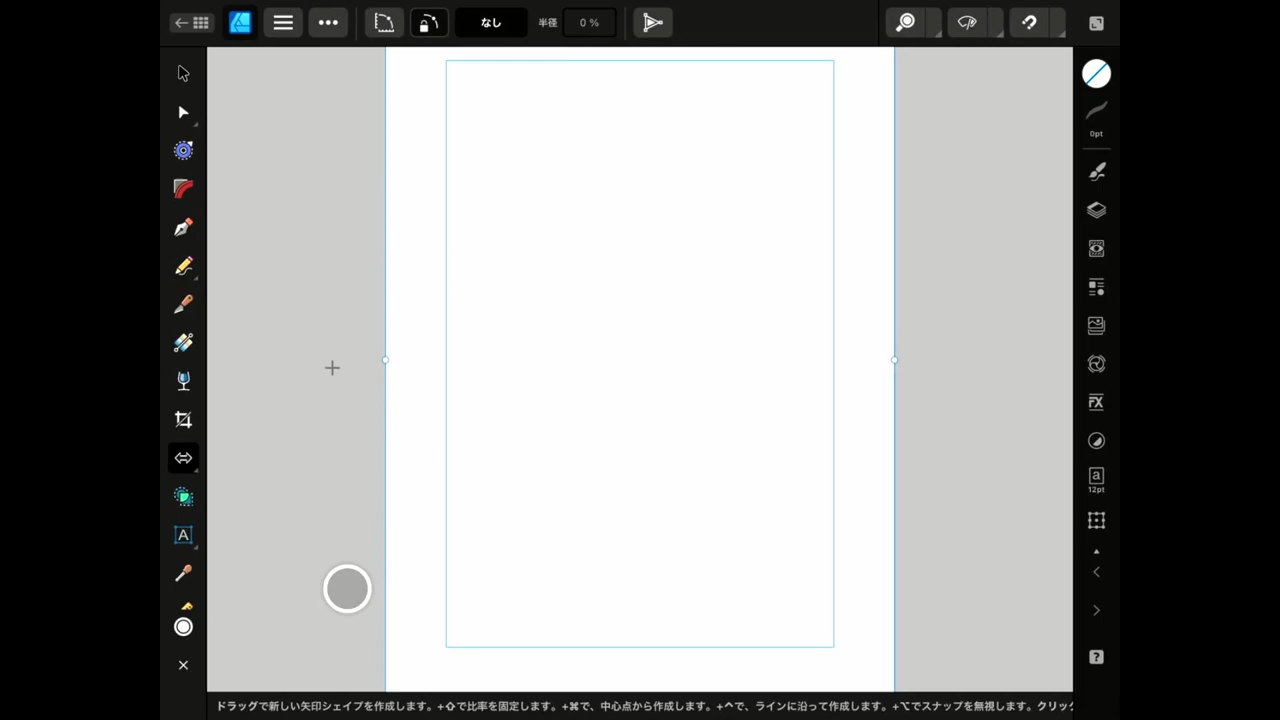 なし
半径
0 %
0pt
FX
a
12pt
A
?
ドラッグで新しい矢印シェイプを作成します。+⇧で比率を固定します。+⌘で、中心点から作成します。+⌃で、ラインに沿って作成します。+⌥でスナップを無視します。クリック